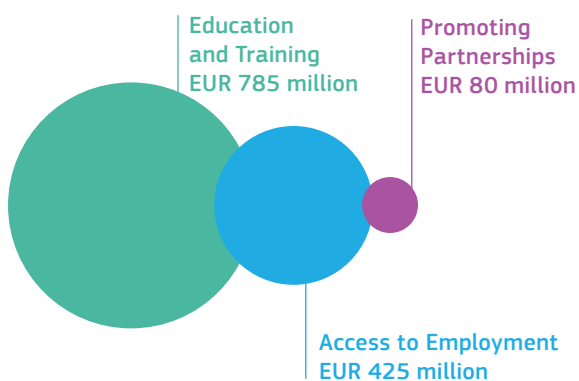 Education
and Training
EUR 785 million
Promoting
Partnerships
EUR 80 million
Access to Employment
EUR 425 million